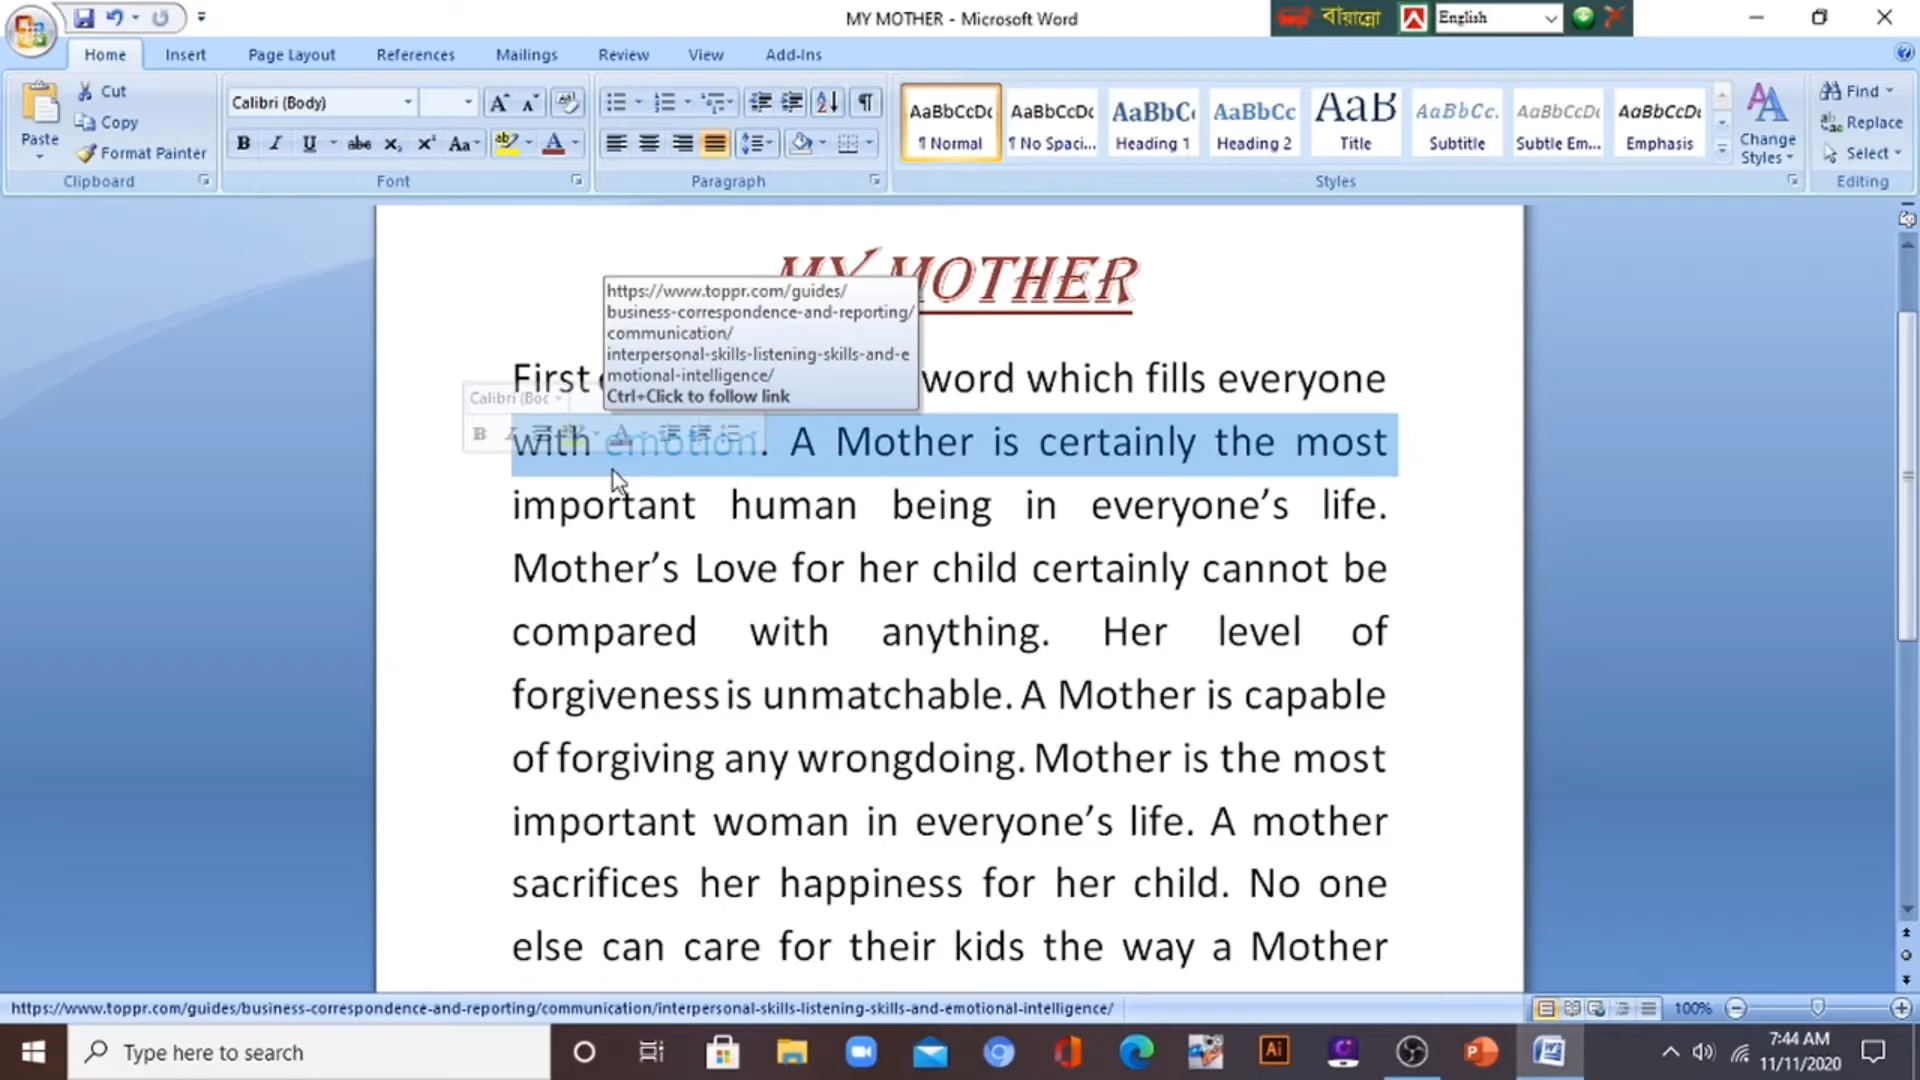 MY MOTHER - Microsoft Word
বায়ান্নো
English
Home Insert Page Layout References Mailings Review View Add-Ins
Paste
Cut
Copy
Format Painter
Clipboard
Calibri (Body)
Font
Paragraph
AaBbCcDc AaBbCcDc AaBbC AaBbCc AaB AaBbCc. AaBbCcDc AaBbCcDc
¶ Normal ¶ No Spaci... Heading 1 Heading 2 Title Subtitle Subtle Em... Emphasis
Change
Styles
Styles
Find
Replace
Select
Editing
MY MOTHER
https://www.toppr.com/guides/
business-correspondence-and-reporting/
communication/
interpersonal-skills-listening-skills-and-e
motional-intelligence/
Ctrl+Click to follow link
First word which fills everyone
Calibri (Boc
with emotion. A Mother is certainly the most
important human being in everyone’s life.
Mother’s Love for her child certainly cannot be
compared with anything. Her level of
forgiveness is unmatchable. A Mother is capable
of forgiving any wrongdoing. Mother is the most
important woman in everyone’s life. A mother
sacrifices her happiness for her child. No one
else can care for their kids the way a Mother
https://www.toppr.com/guides/business-correspondence-and-reporting/communication/interpersonal-skills-listening-skills-and-emotional-intelligence/
100%
Type here to search
7:44 AM
11/11/2020